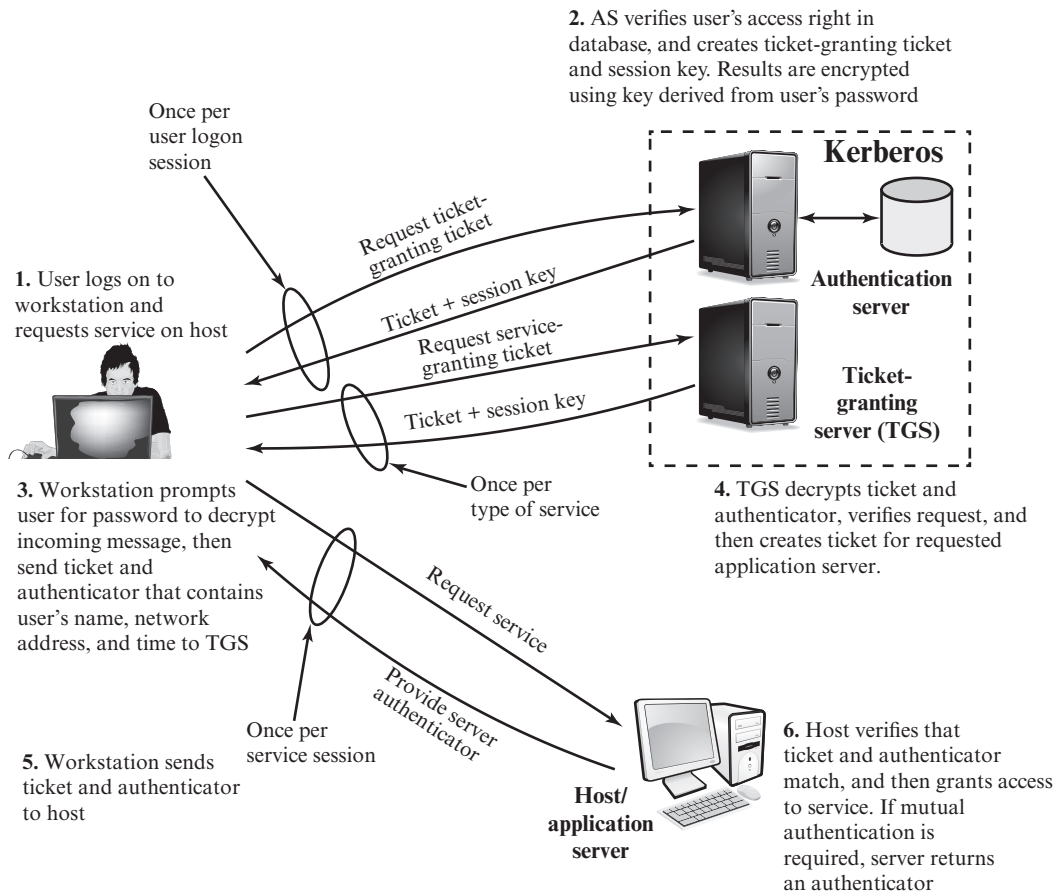 2. AS verifies user's access right in
database, and creates ticket-granting ticket
and session key. Results are encrypted
using key derived from user's password
Once per
user logon
session
Kerberos
Request ticket-
granting ticket
1. User logs on to
workstation and
requests service on host
Ticket + session key
Authentication
server
Request service-
granting ticket
Ticket + session key
Ticket-
granting
server (TGS)
Once per
type of service
3. Workstation prompts
user for password to decrypt
incoming message, then
send ticket and
authenticator that contains
user's name, network
address, and time to TGS
4. TGS decrypts ticket and
authenticator, verifies request, and
then creates ticket for requested
application server.
Request service
Provide server
authenticator
Once per
service session
5. Workstation sends
ticket and authenticator
to host
Host/
application
server
6. Host verifies that
ticket and authenticator
match, and then grants access
to service. If mutual
authentication is
required, server returns
an authenticator